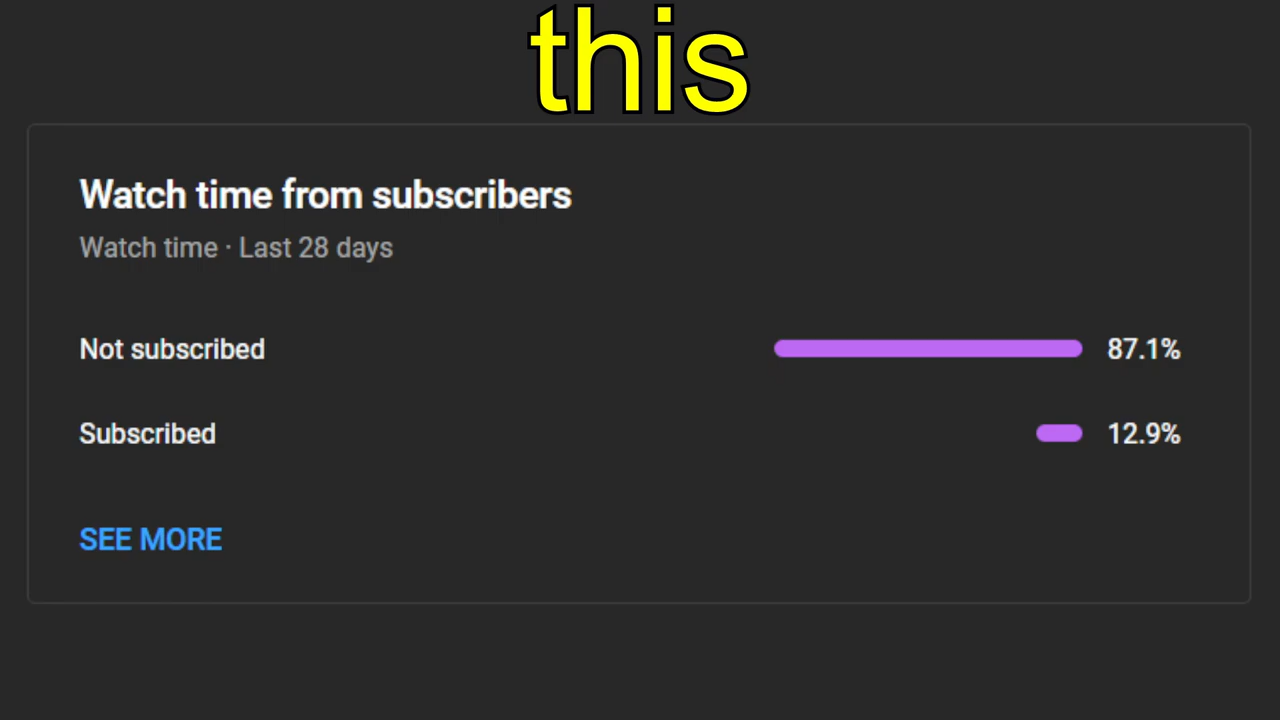 this
Watch time from subscribers
Watch time · Last 28 days
Not subscribed 87.1%
Subscribed 12.9%
SEE MORE